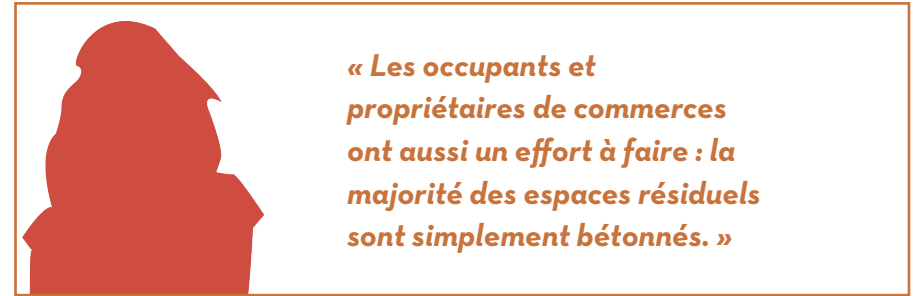 « Les occupants et
propriétaires de commerces
ont aussi un effort à faire : la
majorité des espaces résiduels
sont simplement bétonnés. »